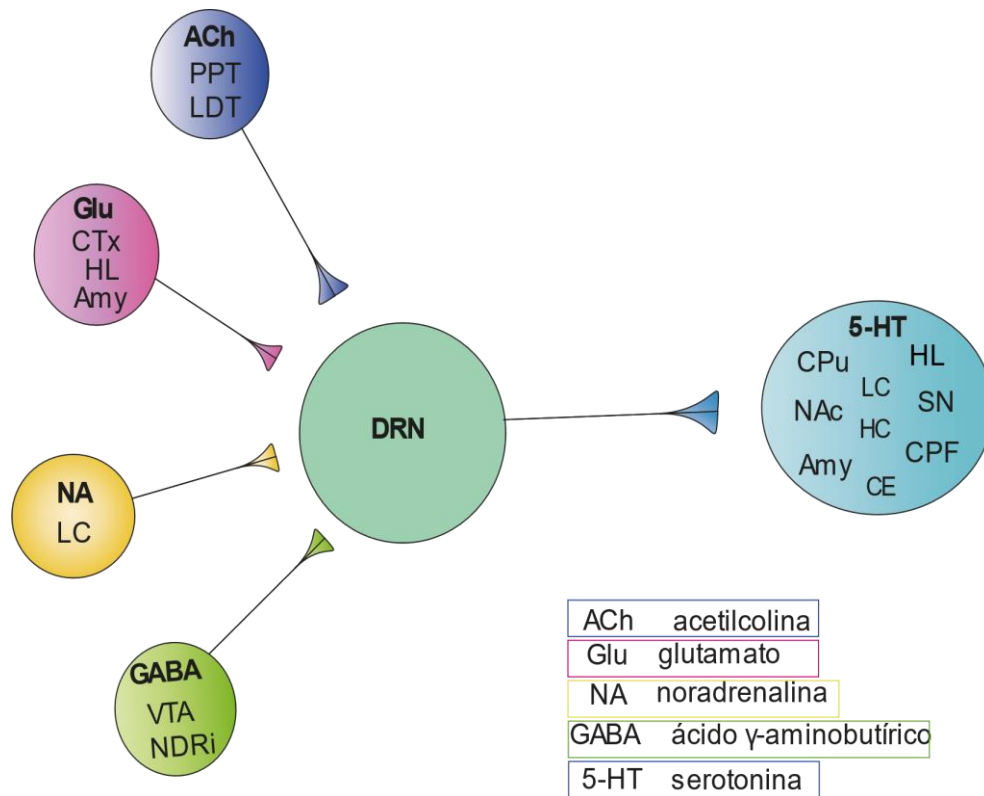 ACh
PPT
LDT
Glu
CTx
HL
Amy
NA
LC
GABA
VTA
NDRi
DRN
5-HT
CPu HL
LC
NAc SN
HC
Amy CPF
CE
ACh acetilcolina
Glu glutamato
NA noradrenalina
GABA ácido γ-aminobutírico
5-HT serotonina